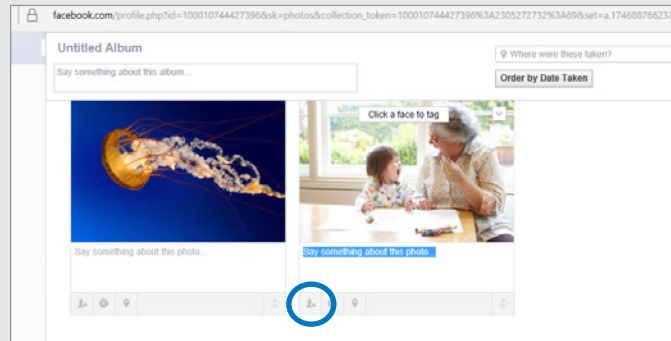 facebook.com/profile.php?id=100010744427396&sk=photos&collection_token=100010744427396%3A2305272732%3A69&set=a.17468876623
Untitled Album
Where were these taken?
Say something about this album...
Order by Date Taken
Click a face to tag
Say something about this photo...
Say something about this photo...